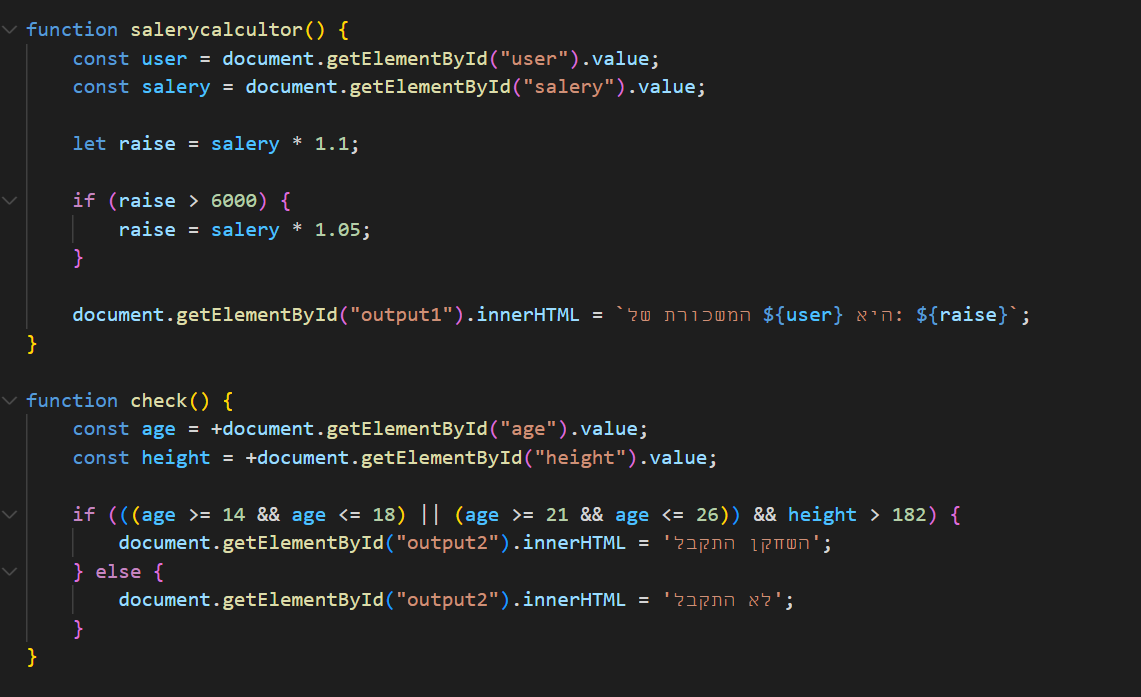 function salerycalcultor() {
    const user = document.getElementById("user").value;
    const salery = document.getElementById("salery").value;
    let raise = salery * 1.1;
    if (raise > 6000) {
        raise = salery * 1.05;
    }
    document.getElementById("output1").innerHTML = `המשכורת של ${user} היא: ${raise}`;
}
function check() {
    const age = +document.getElementById("age").value;
    const height = +document.getElementById("height").value;
    if (((age >= 14 && age <= 18) || (age >= 21 && age <= 26)) && height > 182) {
        document.getElementById("output2").innerHTML = 'השחקן התקבל';
    } else {
        document.getElementById("output2").innerHTML = 'לא התקבל';
    }
}